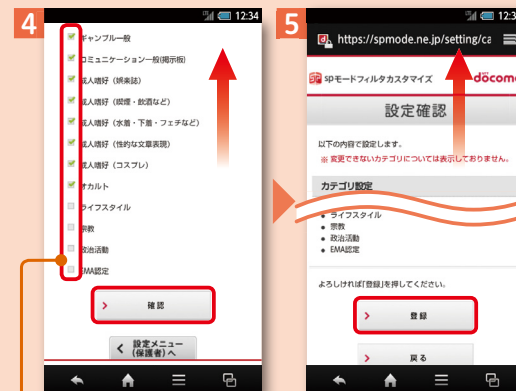 4
12:34
ギャンブル一般
コミュニケーション一般(掲示板)
成人嗜好（娯楽誌）
成人嗜好（喫煙・飲酒など）
成人嗜好（水着・下着・フェチなど）
成人嗜好（性的な文章表現）
成人嗜好（コスプレ）
オカルト
ライフスタイル
宗教
政治活動
EMA認定
確認
設定メニュー
（保護者）へ
5
12:3
https://spmode.ne.jp/setting/ca
spモードフィルタカスタマイズ
döcomo
設定確認
以下の内容で設定します。
※ 変更できないカテゴリについては表示しておりません。
カテゴリ設定
ライフスタイル
宗教
政治活動
EMA認定
よろしければ「登録」を押してください。
登録
戻る